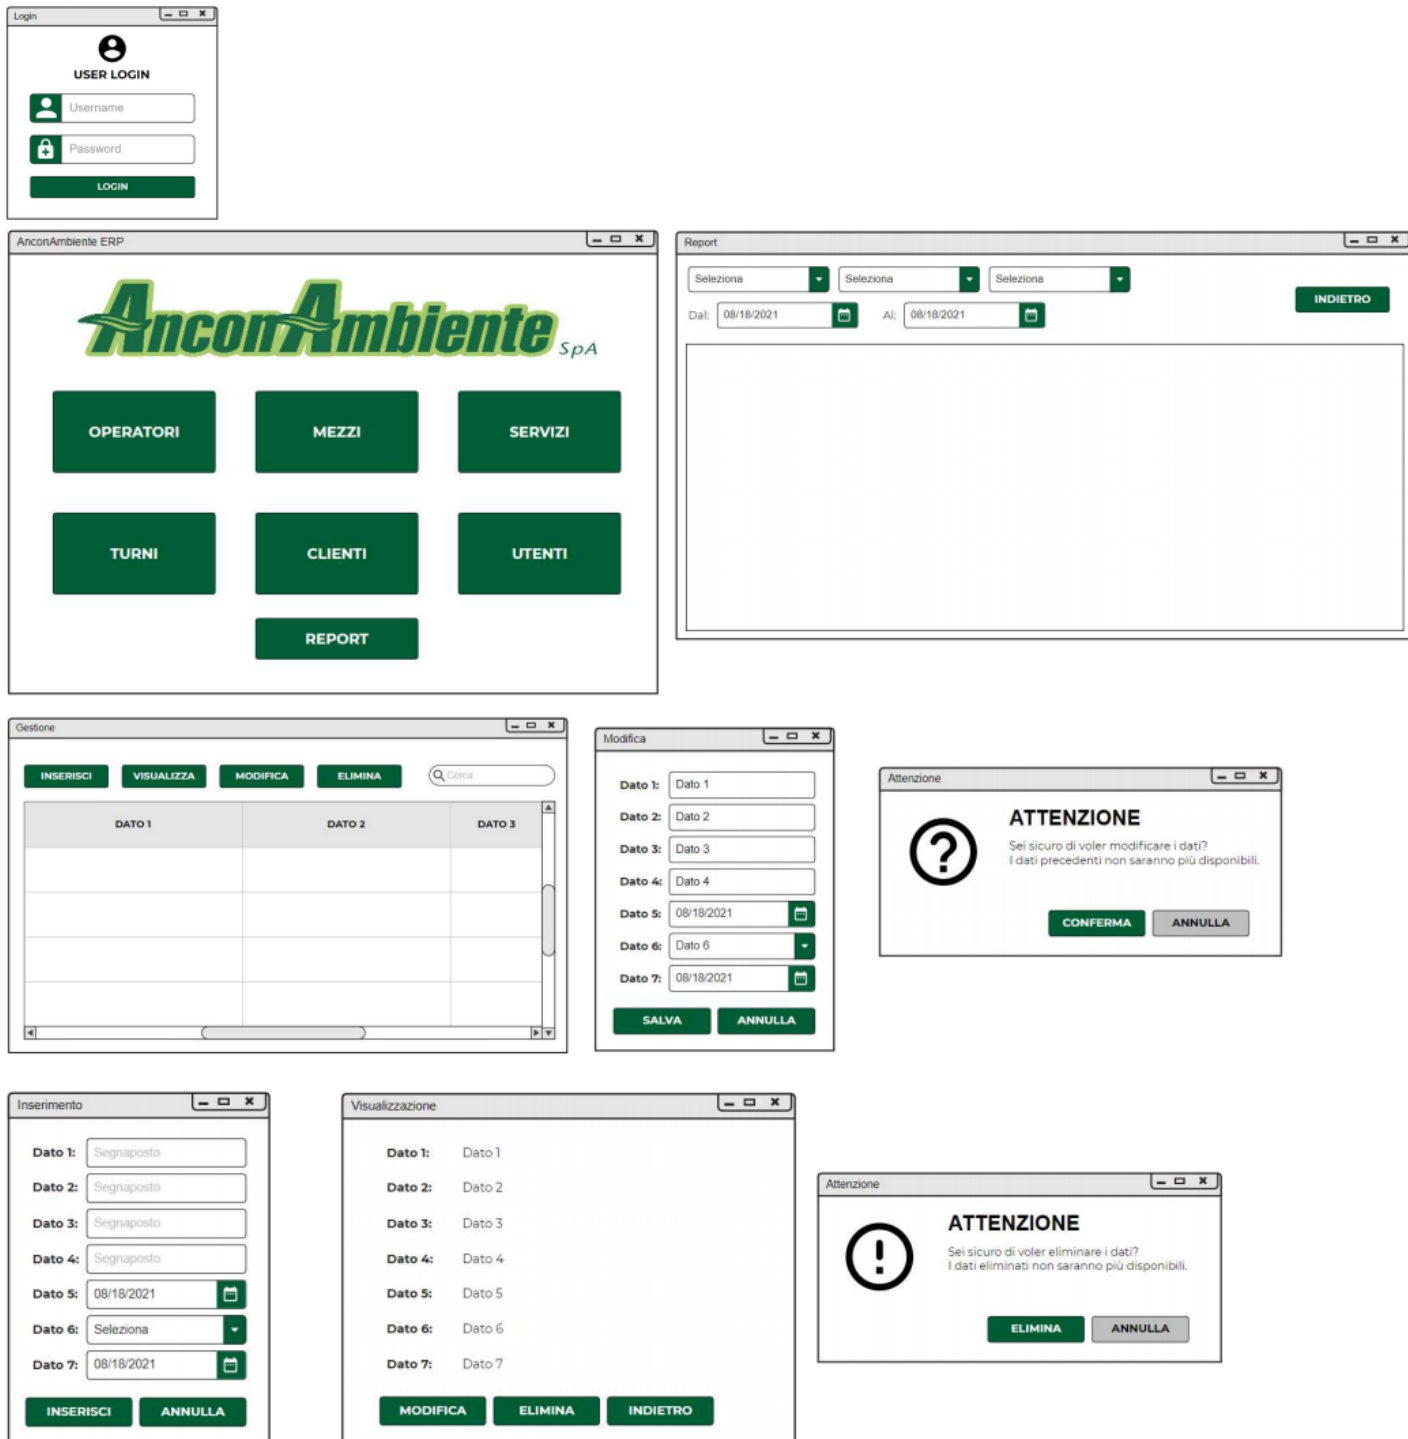 Login
USER LOGIN
Username
Password
LOGIN
AnconAmbiente ERP
AnconAmbiente SpA
OPERATORI MEZZI SERVIZI
TURNI CLIENTI UTENTI
REPORT
Report
Seleziona Seleziona Seleziona
INDIETRO
Dal: 08/18/2021 Al: 08/18/2021
Gestione
INSERISCI VISUALIZZA MODIFICA ELIMINA Cerca
DATO 1 DATO 2 DATO 3
Modifica
Dato 1: Dato 1
Dato 2: Dato 2
Dato 3: Dato 3
Dato 4: Dato 4
Dato 5: 08/18/2021
Dato 6: Dato 6
Dato 7: 08/18/2021
SALVA ANNULLA
Attenzione
ATTENZIONE
Sei sicuro di voler modificare i dati?
I dati precedenti non saranno più disponibili.
CONFERMA ANNULLA
Inserimento
Dato 1: Segnaposto
Dato 2: Segnaposto
Dato 3: Segnaposto
Dato 4: Segnaposto
Dato 5: 08/18/2021
Dato 6: Seleziona
Dato 7: 08/18/2021
INSERISCI ANNULLA
Visualizzazione
Dato 1: Dato 1
Dato 2: Dato 2
Dato 3: Dato 3
Dato 4: Dato 4
Dato 5: Dato 5
Dato 6: Dato 6
Dato 7: Dato 7
MODIFICA ELIMINA INDIETRO
Attenzione
ATTENZIONE
Sei sicuro di voler eliminare i dati?
I dati eliminati non saranno più disponibili.
ELIMINA ANNULLA